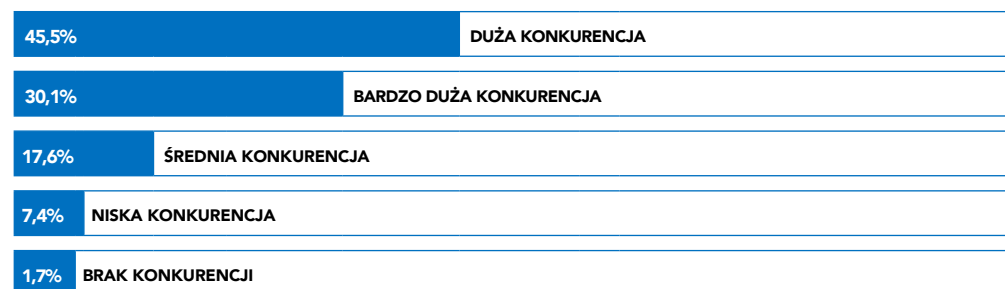 45,5% DUŻA KONKURENCJA
30,1% BARDZO DUŻA KONKURENCJA
17,6% ŚREDNIA KONKURENCJA
7,4% NISKA KONKURENCJA
1,7% BRAK KONKURENCJI